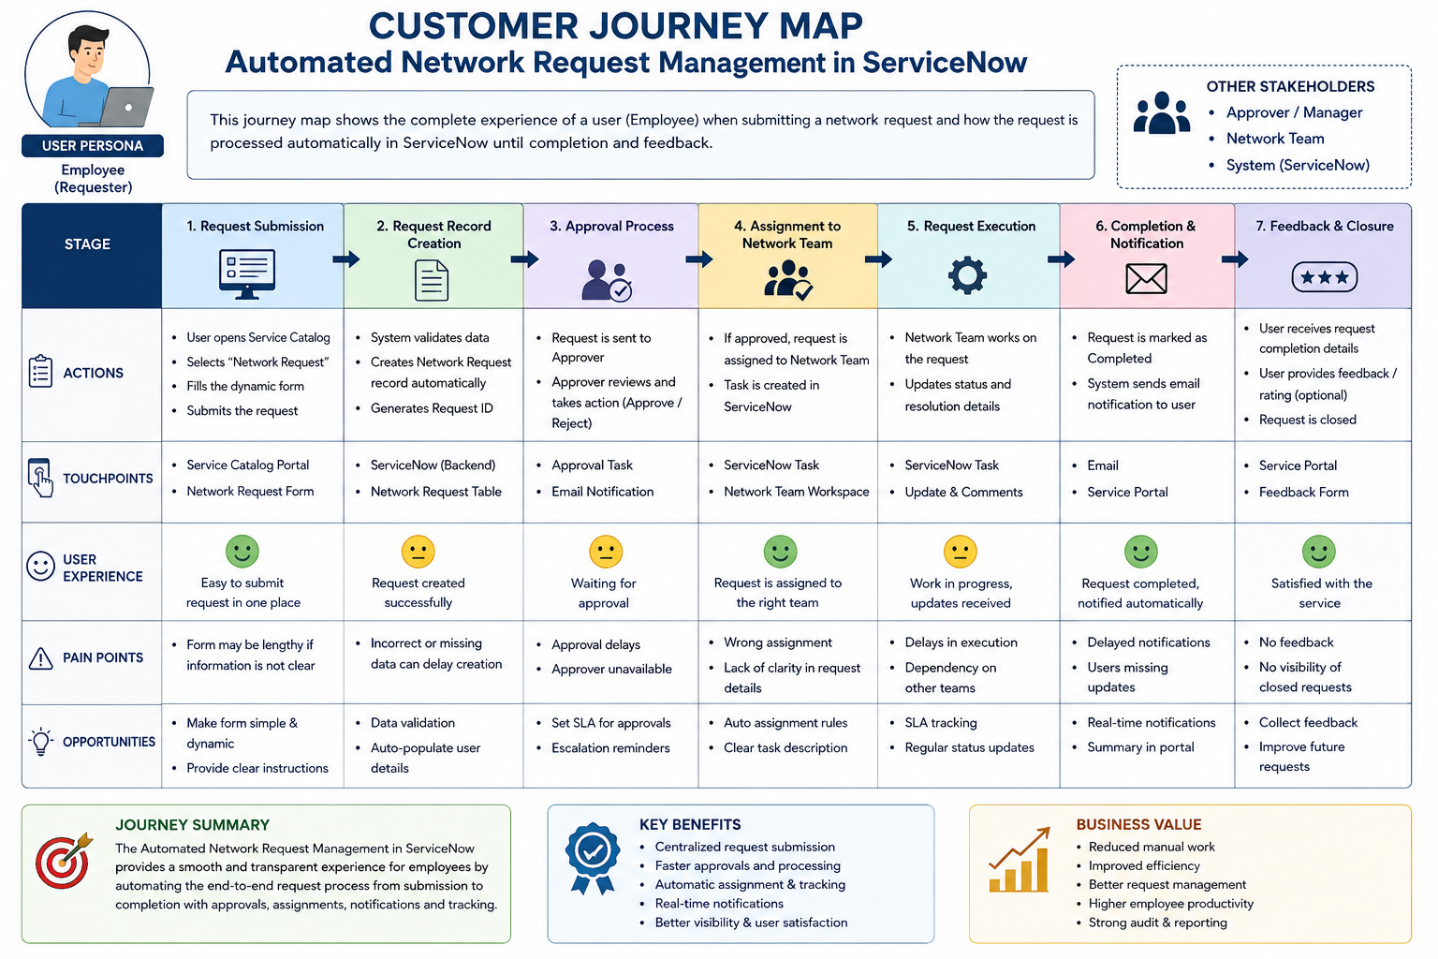 CUSTOMER JOURNEY MAP
Automated Network Request Management in ServiceNow
USER PERSONA
Employee
(Requester)
This journey map shows the complete experience of a user (Employee) when submitting a network request and how the request is
processed automatically in ServiceNow until completion and feedback.
OTHER STAKEHOLDERS
• Approver / Manager
• Network Team
• System (ServiceNow)
STAGE
1. Request Submission
2. Request Record
Creation
3. Approval Process
4. Assignment to
Network Team
5. Request Execution
6. Completion &
Notification
7. Feedback & Closure
ACTIONS
• User opens Service Catalog
• Selects “Network Request”
• Fills the dynamic form
• Submits the request
• System validates data
• Creates Network Request
record automatically
• Generates Request ID
• Request is sent to
Approver
• Approver reviews and
takes action (Approve /
Reject)
• If approved, request is
assigned to Network Team
• Task is created in
ServiceNow
• Network Team works on
the request
• Updates status and
resolution details
• Request is marked as
Completed
• System sends email
notification to user
• User receives request
completion details
• User provides feedback /
rating (optional)
• Request is closed
TOUCHPOINTS
• Service Catalog Portal
• Network Request Form
• ServiceNow (Backend)
• Network Request Table
• Approval Task
• Email Notification
• ServiceNow Task
• Network Team Workspace
• ServiceNow Task
• Update & Comments
• Email
• Service Portal
• Service Portal
• Feedback Form
USER
EXPERIENCE
Easy to submit
request in one place
Request created
successfully
Waiting for
approval
Request is assigned to
the right team
Work in progress,
updates received
Request completed,
notified automatically
Satisfied with the
service
PAIN POINTS
• Form may be lengthy if
information is not clear
• Incorrect or missing
data can delay creation
• Approval delays
• Approver unavailable
• Wrong assignment
• Lack of clarity in request
details
• Delays in execution
• Dependency on
other teams
• Delayed notifications
• Users missing
updates
• No feedback
• No visibility of
closed requests
OPPORTUNITIES
• Make form simple &
dynamic
• Provide clear instructions
• Data validation
• Auto-populate user
details
• Set SLA for approvals
• Escalation reminders
• Auto assignment rules
• Clear task description
• SLA tracking
• Regular status updates
• Real-time notifications
• Summary in portal
• Collect feedback
• Improve future
requests
JOURNEY SUMMARY
The Automated Network Request Management in ServiceNow
provides a smooth and transparent experience for employees by
automating the end-to-end request process from submission to
completion with approvals, assignments, notifications and tracking.
KEY BENEFITS
• Centralized request submission
• Faster approvals and processing
• Automatic assignment & tracking
• Real-time notifications
• Better visibility & user satisfaction
BUSINESS VALUE
• Reduced manual work
• Improved efficiency
• Better request management
• Higher employee productivity
• Strong audit & reporting